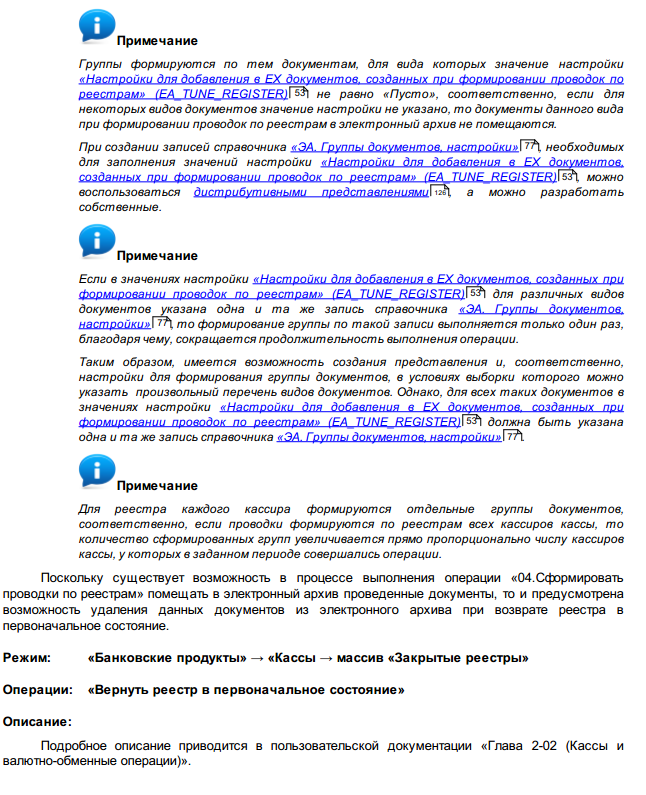 Примечание
Группы формируются по тем документам, для вида которых значение настройки
«Настройки для добавления в EX документов, созданных при формировании проводок по
реестрам» (EA_TUNE_REGISTER) 53 не равно «Пусто», соответственно, если для
некоторых видов документов значение настройки не указано, то документы данного вида
при формировании проводок по реестрам в электронный архив не помещаются.
При создании записей справочника «ЭА. Группы документов, настройки» 77, необходимых
для заполнения значений настройки «Настройки для добавления в EX документов,
созданных при формировании проводок по реестрам» (EA_TUNE_REGISTER) 53, можно
воспользоваться дистрибутивными представлениями 126, а можно разработать
собственные.
Примечание
Если в значениях настройки «Настройки для добавления в EX документов, созданных при
формировании проводок по реестрам» (EA_TUNE_REGISTER) 53 для различных видов
документов указана одна и та же запись справочника «ЭА. Группы документов,
настройки» 77, то формирование группы по такой записи выполняется только один раз,
благодаря чему, сокращается продолжительность выполнения операции.
Таким образом, имеется возможность создания представления и, соответственно,
настройки для формирования группы документов, в условиях выборки которого можно
указать произвольный перечень видов документов. Однако, для всех таких документов в
значениях настройки «Настройки для добавления в EX документов, созданных при
формировании проводок по реестрам» (EA_TUNE_REGISTER) 53 должна быть указана
одна и та же запись справочника «ЭА. Группы документов, настройки» 77.
Примечание
Для реестра каждого кассира формируются отдельные группы документов,
соответственно, если проводки формируются по реестрам всех кассиров кассы, то
количество сформированных групп увеличивается прямо пропорционально числу кассиров
кассы, у которых в заданном периоде совершались операции.
Поскольку существует возможность в процессе выполнения операции «04.Сформировать
проводки по реестрам» помещать в электронный архив проведенные документы, то и предусмотрена
возможность удаления данных документов из электронного архива при возврате реестра в
первоначальное состояние.
Режим: «Банковские продукты» → «Кассы → массив «Закрытые реестры»
Операции: «Вернуть реестр в первоначальное состояние»
Описание:
Подробное описание приводится в пользовательской документации «Глава 2-02 (Кассы и
валютно-обменные операции)».